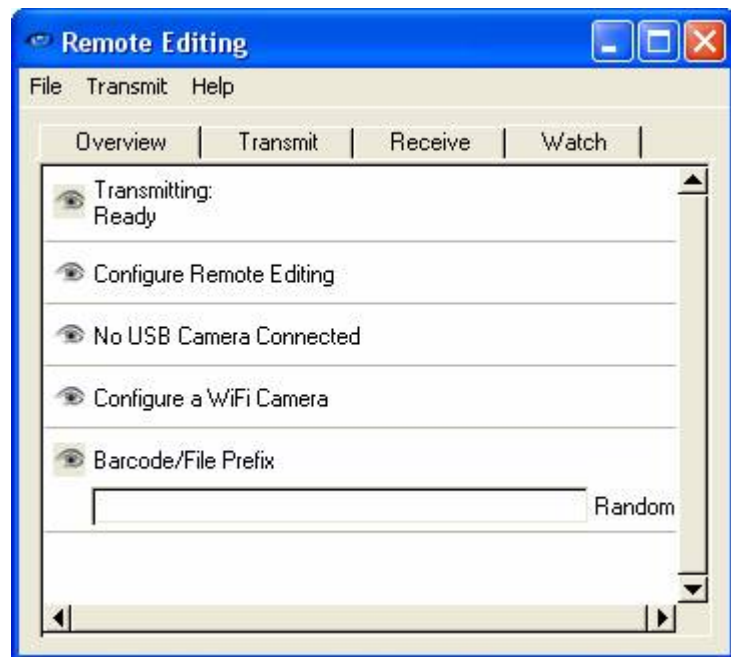 Remote Editing
File Transmit Help
Overview Transmit Receive Watch
Transmitting:
Ready
Configure Remote Editing
No USB Camera Connected
Configure a WiFi Camera
Barcode/File Prefix
Random